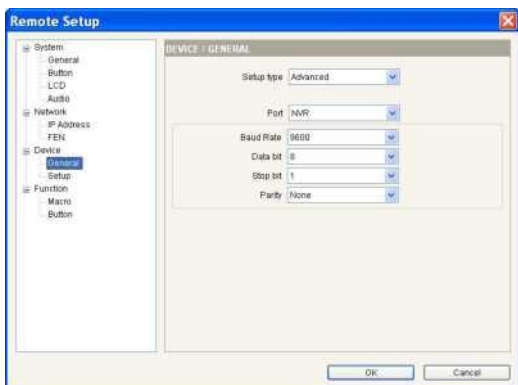 Remote Setup
System
General
Button
LCD
Audio
Network
IP Address
FEN
Device
General
Setup
Function
Macro
Button
DEVICE / GENERAL
Setup type Advanced
Port NVR
Baud Rate 9600
Data bit 8
Stop bit 1
Parity None
OK Cancel